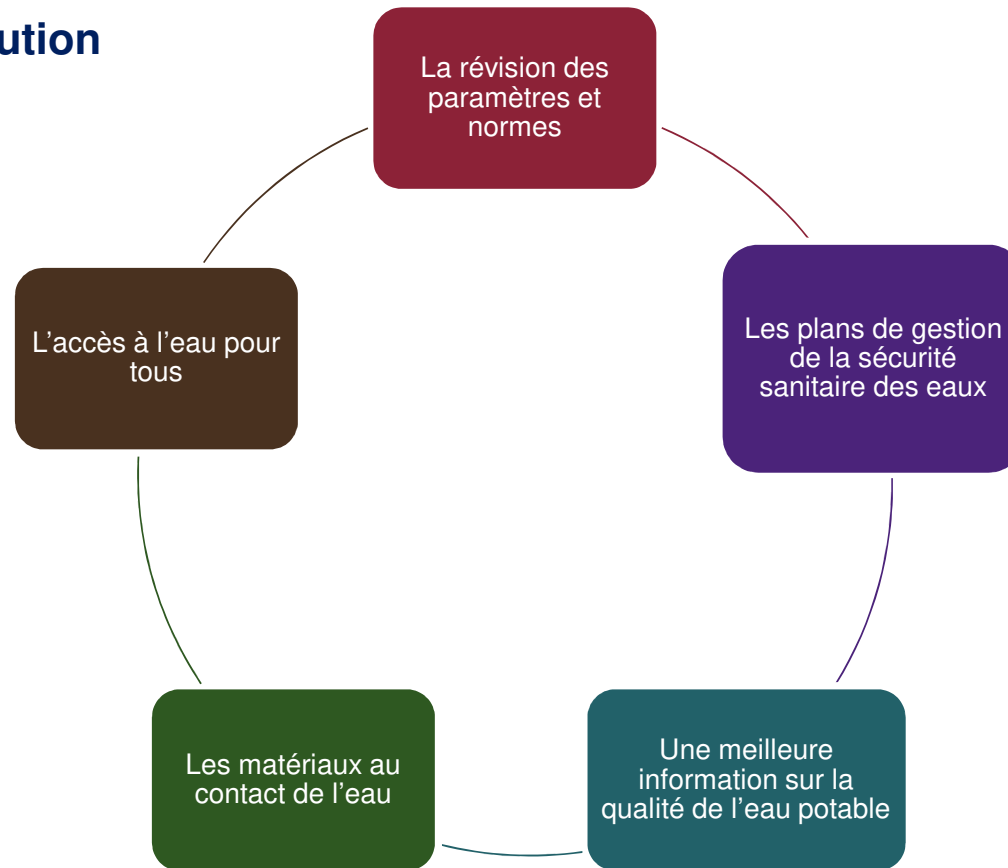 ution
La révision des
paramètres et
normes
Les plans de gestion
de la sécurité
sanitaire des eaux
Une meilleure
information sur la
qualité de l’eau potable
Les matériaux au
contact de l’eau
L’accès à l’eau pour
tous